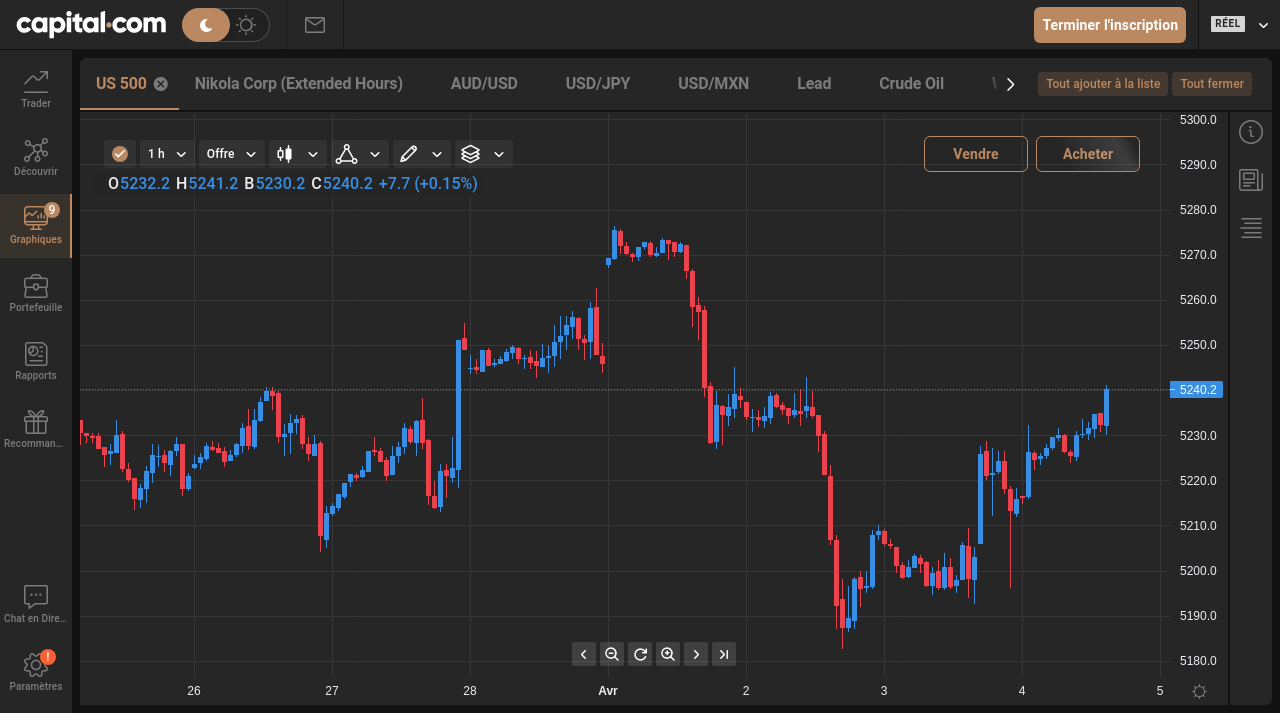 capital.com
Terminer l'inscription
RÉEL
US 500
Nikola Corp (Extended Hours)
AUD/USD
USD/JPY
USD/MXN
Lead
Crude Oil
Tout ajouter à la liste
Tout fermer
Trader
Découvrir
9
Graphiques
Portefeuille
Rapports
Recomman...
Chat en Dire...
!
Paramètres
1 h
Offre
Vendre
Acheter
O5232.2 H5241.2 B5230.2 C5240.2 +7.7 (+0.15%)
5300.0
5290.0
5280.0
5270.0
5260.0
5250.0
5240.2
5230.0
5220.0
5210.0
5200.0
5190.0
5180.0
26
27
28
Avr
2
3
4
5